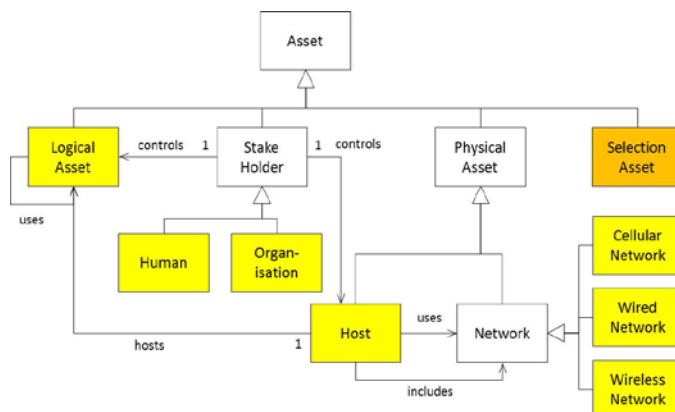 Asset
Logical
Asset
controls
1
Stake
Holder
1
controls
Physical
Asset
Selection
Asset
uses
Human
Organ-
isation
Cellular
Network
hosts
1
Host
uses
Network
Wired
Network
includes
Wireless
Network